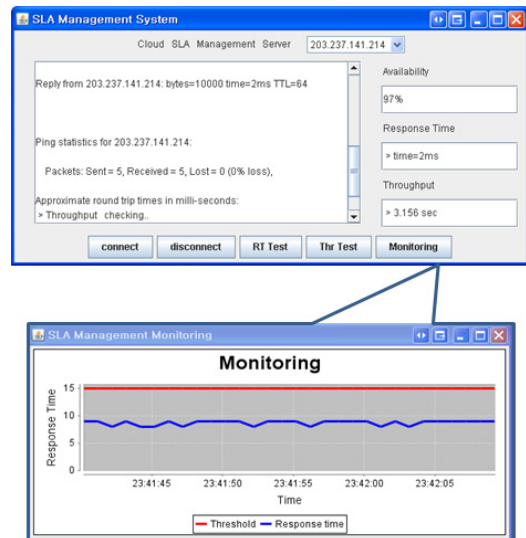 SLA Management System
Cloud SLA Management Server 203.237.141.214
Reply from 203.237.141.214: bytes=10000 time=2ms TTL=64
Ping statistics for 203.237.141.214:
Packets: Sent = 5, Received = 5, Lost = 0 (0% loss),
Approximate round trip times in milli-seconds:
> Throughput checking..
Availability
97%
Response Time
> time=2ms
Throughput
> 3.156 sec
connect disconnect RT Test Thr Test Monitoring
SLA Management Monitoring
Monitoring
Response Time
15
10
5
0
23:41:45 23:41:50 23:41:55 23:42:00 23:42:05
Time
Threshold Response time